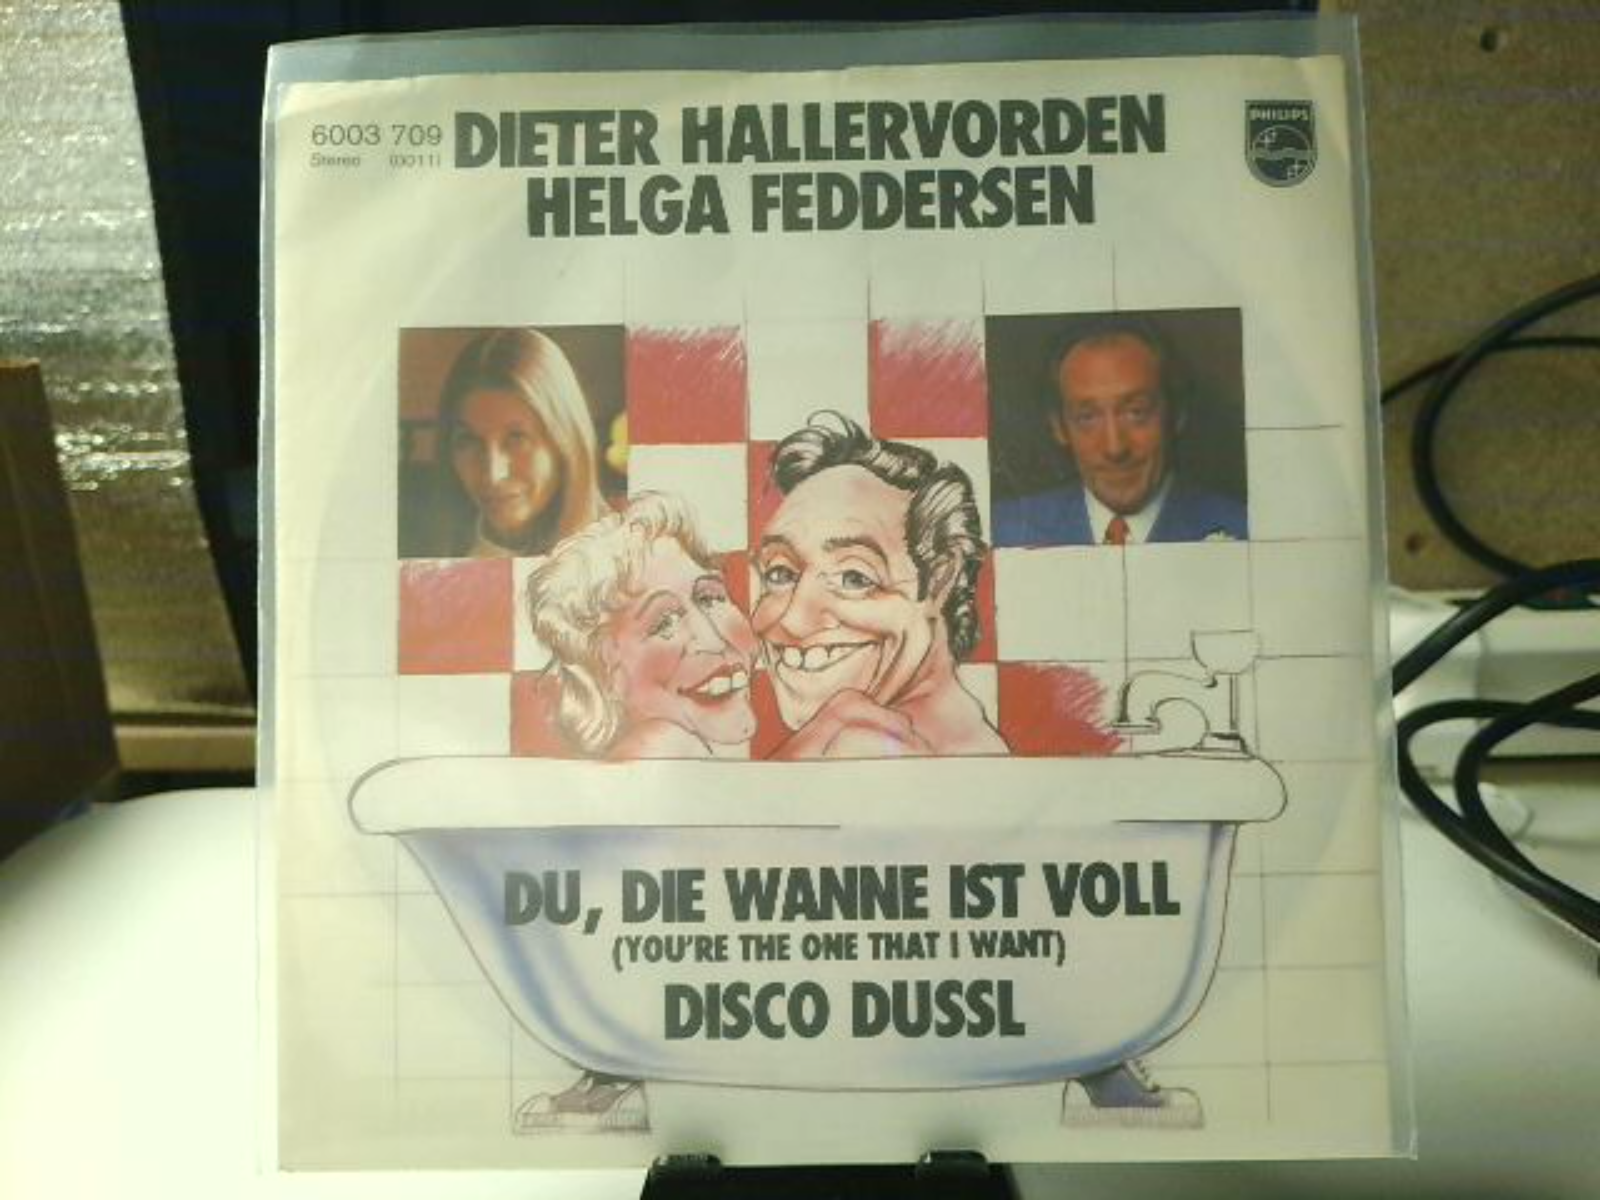 6003 709
Stereo (0011)
DIETER HALLERVORDEN
HELGA FEDDERSEN
PHILIPS
DU, DIE WANNE IST VOLL
(YOU'RE THE ONE THAT I WANT)
DISCO DUSSL